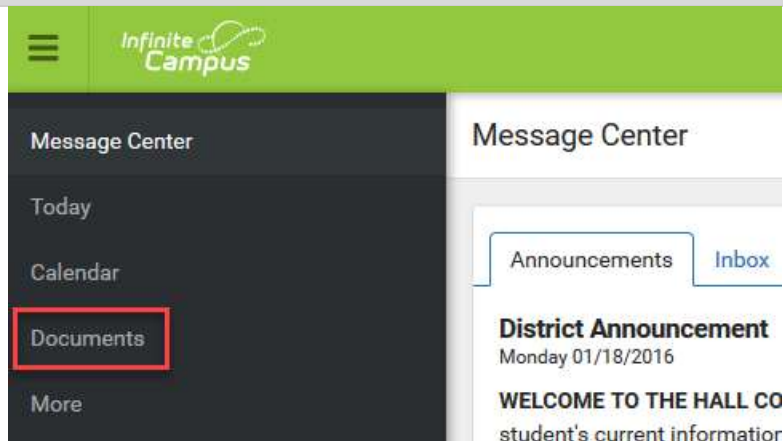 Infinite
Campus
Message Center
Today
Calendar
Documents
More
Message Center
Announcements Inbox
District Announcement
Monday 01/18/2016
WELCOME TO THE HALL CO
student's current information